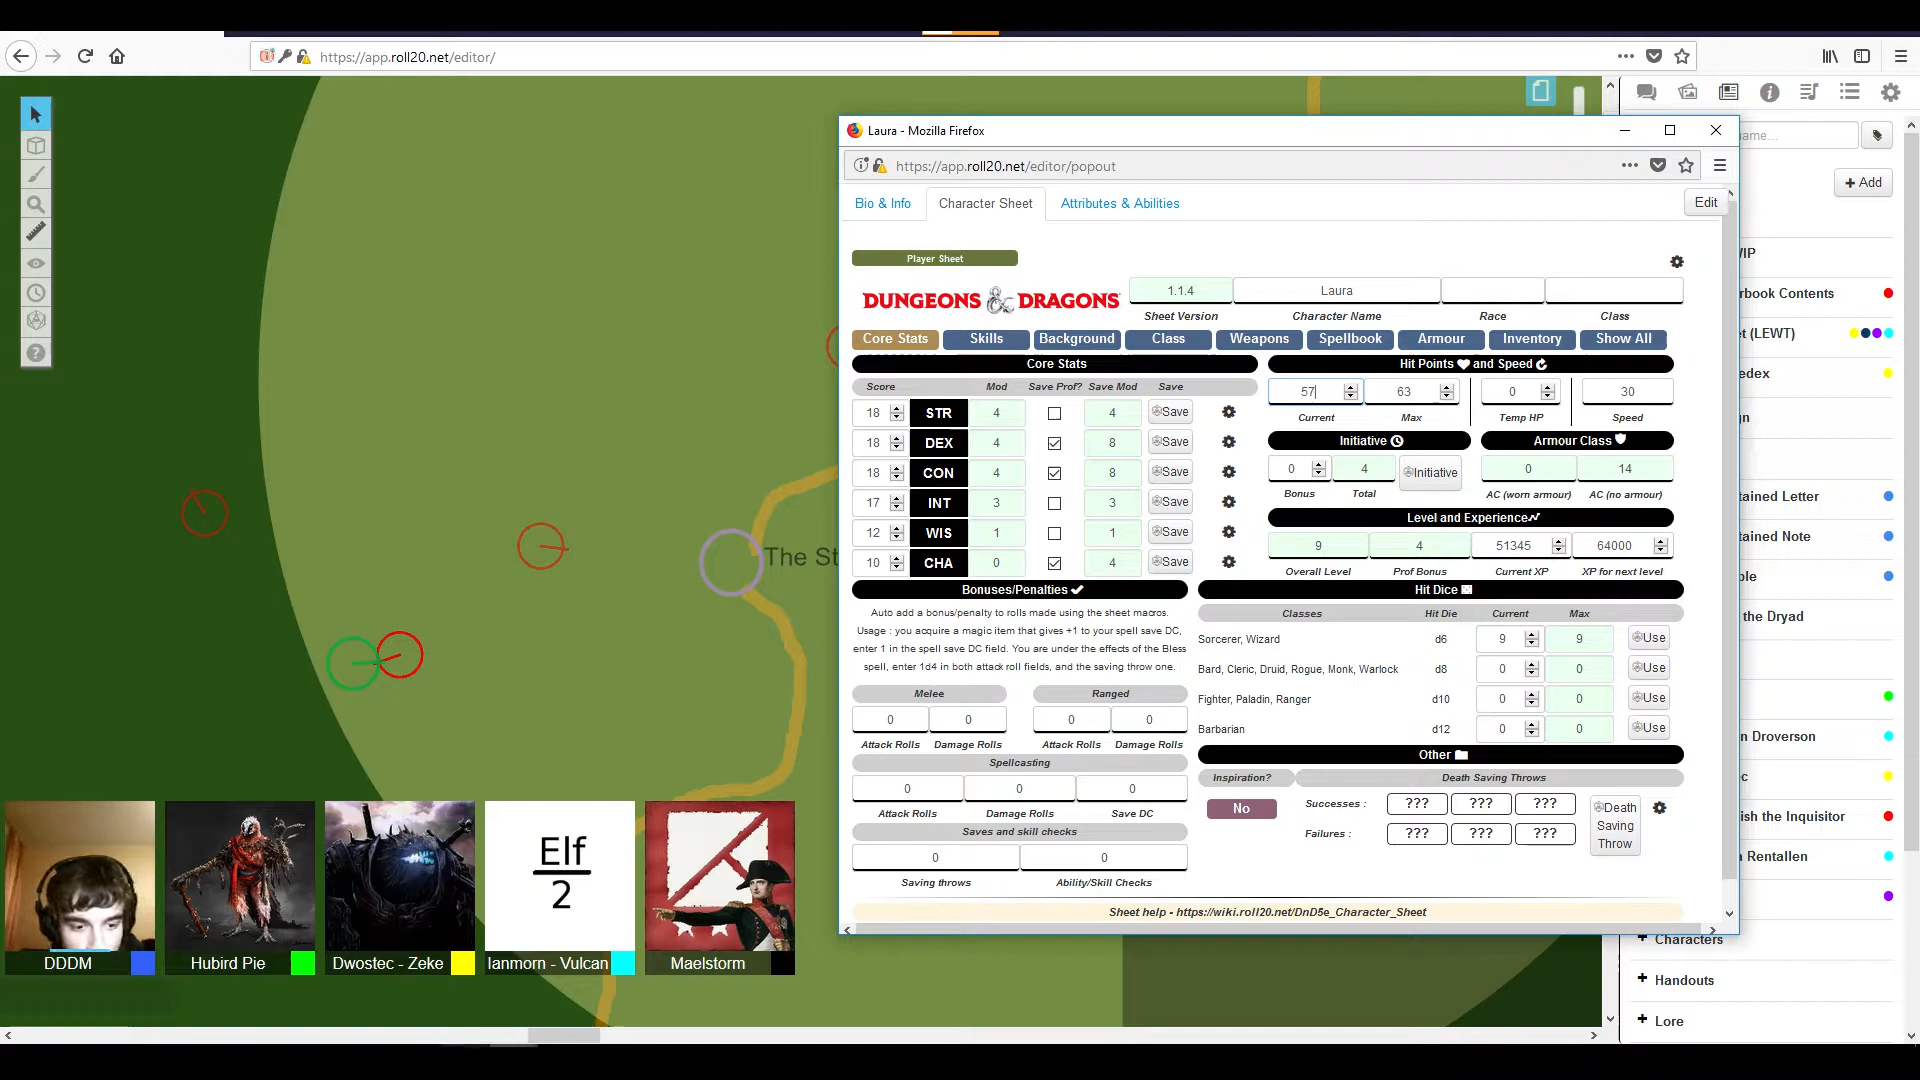 https://app.roll20.net/editor/
Laura - Mozilla Firefox
https://app.roll20.net/editor/popout
name...
Add
Bio & Info
Character Sheet
Attributes & Abilities
Edit
Player Sheet
DUNGEONS & DRAGONS
1.1.4
Laura
Sheet Version
Character Name
Race
Class
Core Stats
Skills
Background
Class
Weapons
Spellbook
Armour
Inventory
Show All
Core Stats
Score
Mod
Save Prof?
Save Mod
Save
18 STR 4 4 Save
18 DEX 4 8 Save
18 CON 4 8 Save
17 INT 3 3 Save
12 WIS 1 1 Save
10 CHA 0 4 Save
Hit Points and Speed
57
63
0
30
Current
Max
Temp HP
Speed
Initiative
Armour Class
0
4
Initiative
0
14
Bonus
Total
AC (worn armour)
AC (no armour)
Level and Experience
9
4
51345
64000
Overall Level
Prof Bonus
Current XP
XP for next level
Bonuses/Penalties
Auto add a bonus/penalty to rolls made using the sheet macros.
Usage : you acquire a magic item that gives +1 to your spell save DC,
enter 1 in the spell save DC field. You are under the effects of the Bless
spell, enter 1d4 in both attack roll fields, and the saving throw one.
Melee
Ranged
0
0
0
0
Attack Rolls
Damage Rolls
Attack Rolls
Damage Rolls
Spellcasting
0
0
0
Attack Rolls
Damage Rolls
Save DC
Saves and skill checks
0
0
Saving throws
Ability/Skill Checks
Hit Dice
Classes
Hit Die
Current
Max
Sorcerer, Wizard d6 9 9 Use
Bard, Cleric, Druid, Rogue, Monk, Warlock d8 0 0 Use
Fighter, Paladin, Ranger d10 0 0 Use
Barbarian d12 0 0 Use
Other
Inspiration?
Death Saving Throws
No
Successes : ??? ??? ???
Failures : ??? ??? ???
Death
Saving
Throw
Sheet help - https://wiki.roll20.net/DnD5e_Character_Sheet
The St
WIP
rbook Contents
t (LEWT)
edex
tained Letter
tained Note
the Dryad
n Droverson
ish the Inquisitor
Rentallen
Characters
Handouts
Lore
Elf
2
DDDM
Hubird Pie
Dwostec - Zeke
Ianmorn - Vulcan
Maelstorm